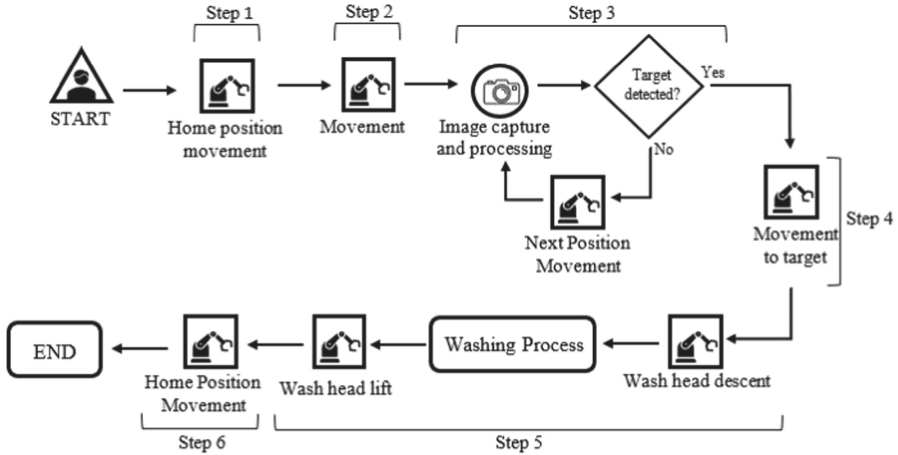 Step 1
Step 2
Step 3
START
Home position
movement
Movement
Image capture
and processing
Target
detected?
Yes
No
Next Position
Movement
Movement
to target
Step 4
END
Home Position
Movement
Wash head lift
Washing Process
Wash head descent
Step 6
Step 5